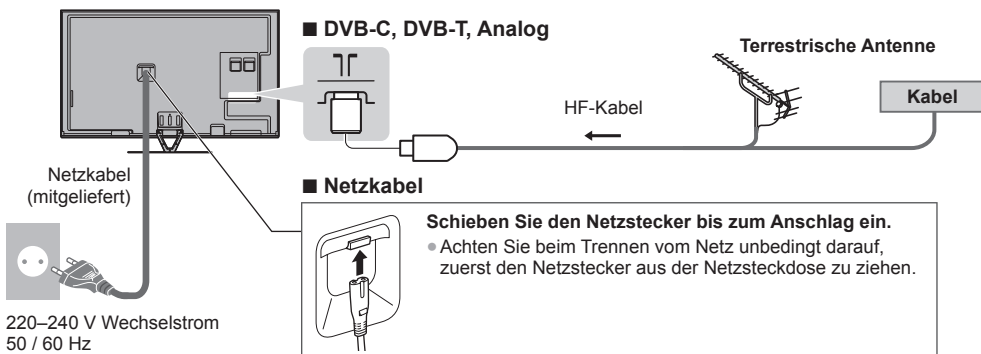 ■ DVB-C, DVB-T, Analog
Terrestrische Antenne
HF-Kabel
Kabel
Netzkabel
(mitgeliefert)
■ Netzkabel
Schieben Sie den Netzstecker bis zum Anschlag ein.
● Achten Sie beim Trennen vom Netz unbedingt darauf,
zuerst den Netzstecker aus der Netzsteckdose zu ziehen.
220–240 V Wechselstrom
50 / 60 Hz